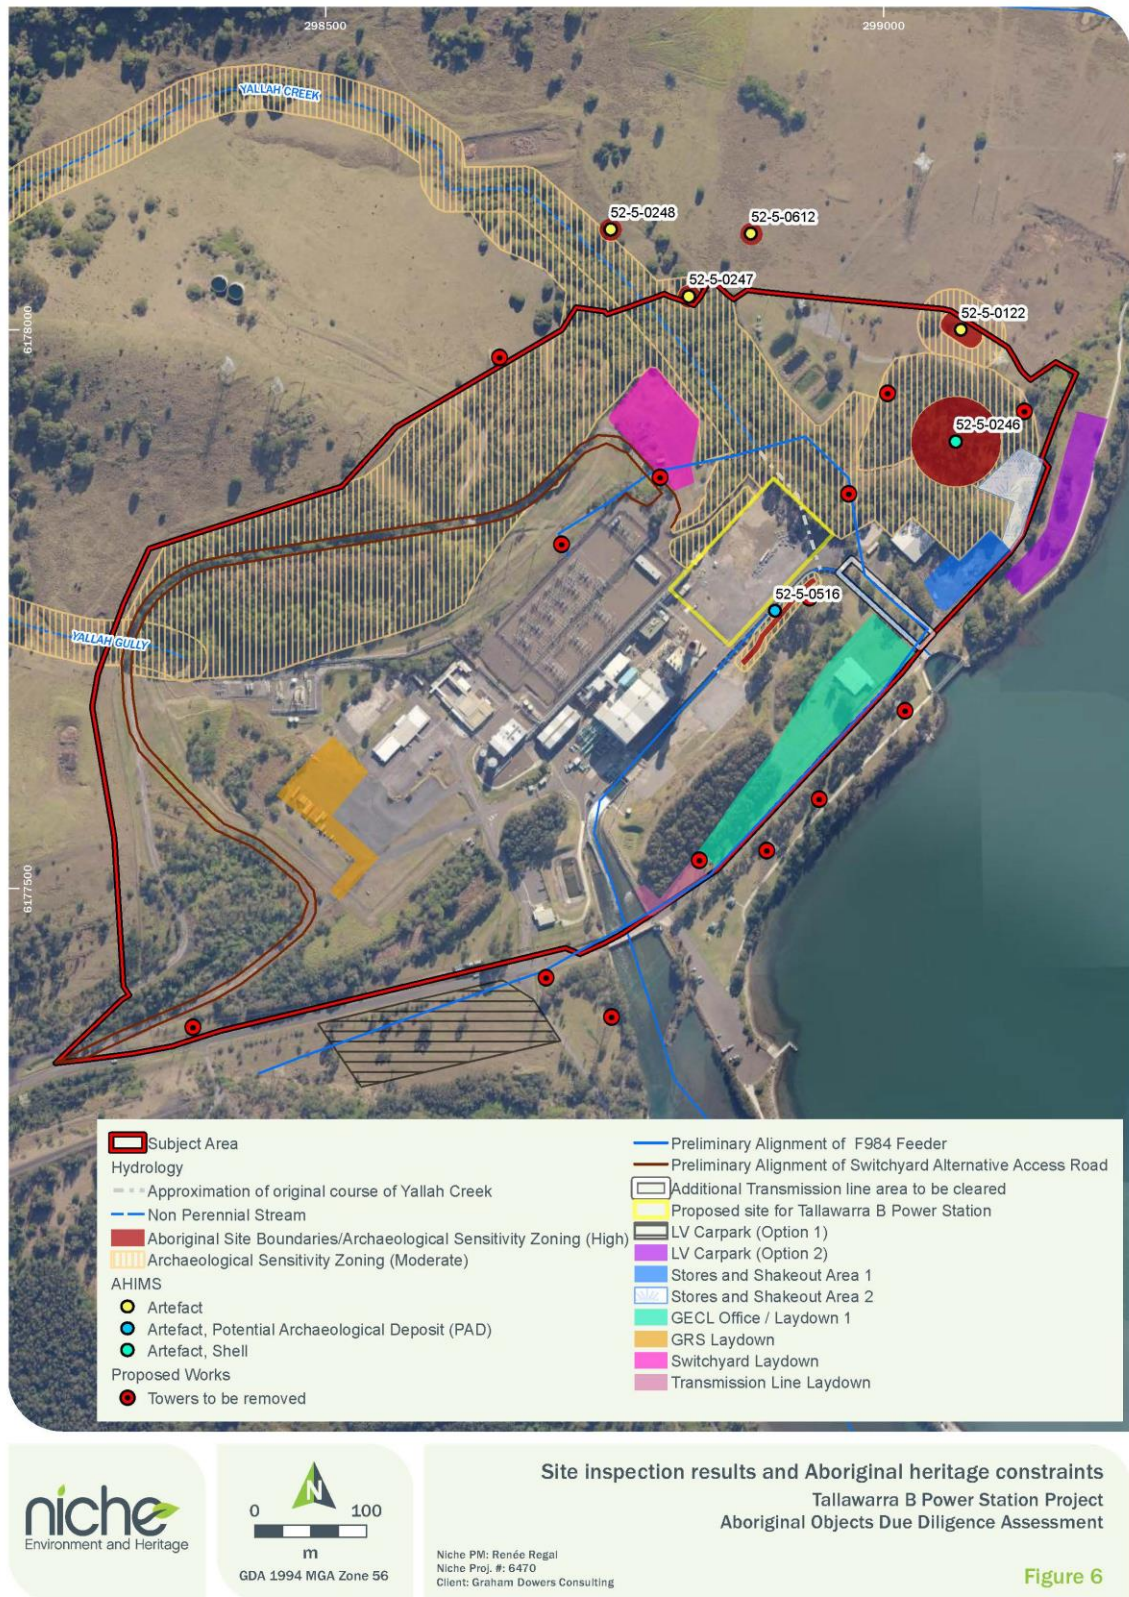 298500
299000
YALLAH CREEK
52-5-0248
52-5-0612
52-5-0247
52-5-0122
6178000
52-5-0246
52-5-0516
YALLAH GULLY
6177500
Subject Area
Hydrology
Approximation of original course of Yallah Creek
Non Perennial Stream
Aboriginal Site Boundaries/Archaeological Sensitivity Zoning (High)
Archaeological Sensitivity Zoning (Moderate)
AHIMS
Artefact
Artefact, Potential Archaeological Deposit (PAD)
Artefact, Shell
Proposed Works
Towers to be removed
Preliminary Alignment of F984 Feeder
Preliminary Alignment of Switchyard Alternative Access Road
Additional Transmission line area to be cleared
Proposed site for Tallawarra B Power Station
LV Carpark (Option 1)
LV Carpark (Option 2)
Stores and Shakeout Area 1
Stores and Shakeout Area 2
GECL Office / Laydown 1
GRS Laydown
Switchyard Laydown
Transmission Line Laydown
niche
Environment and Heritage
N
0 100
m
GDA 1994 MGA Zone 56
Niche PM: Renée Regal
Niche Proj. #: 6470
Client: Graham Dowers Consulting
Site inspection results and Aboriginal heritage constraints
Tallawarra B Power Station Project
Aboriginal Objects Due Diligence Assessment
Figure 6